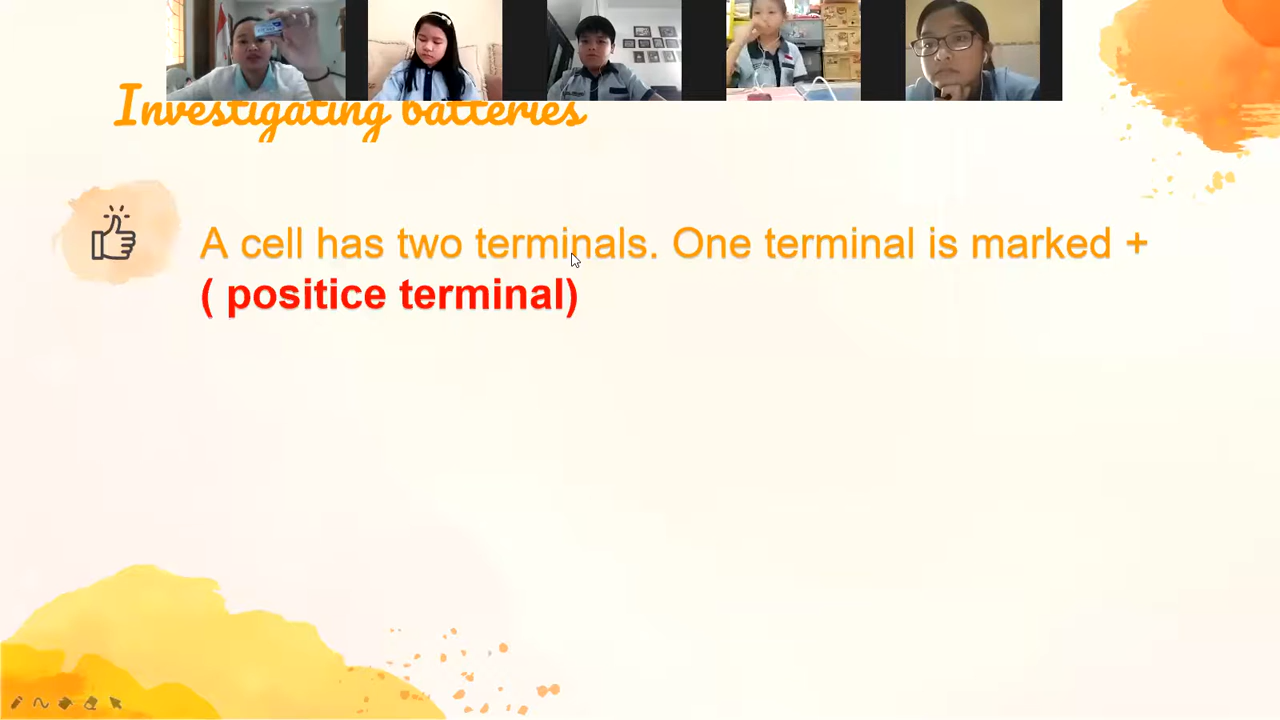 Investigating batteries
A cell has two terminals. One terminal is marked +
( positice terminal)